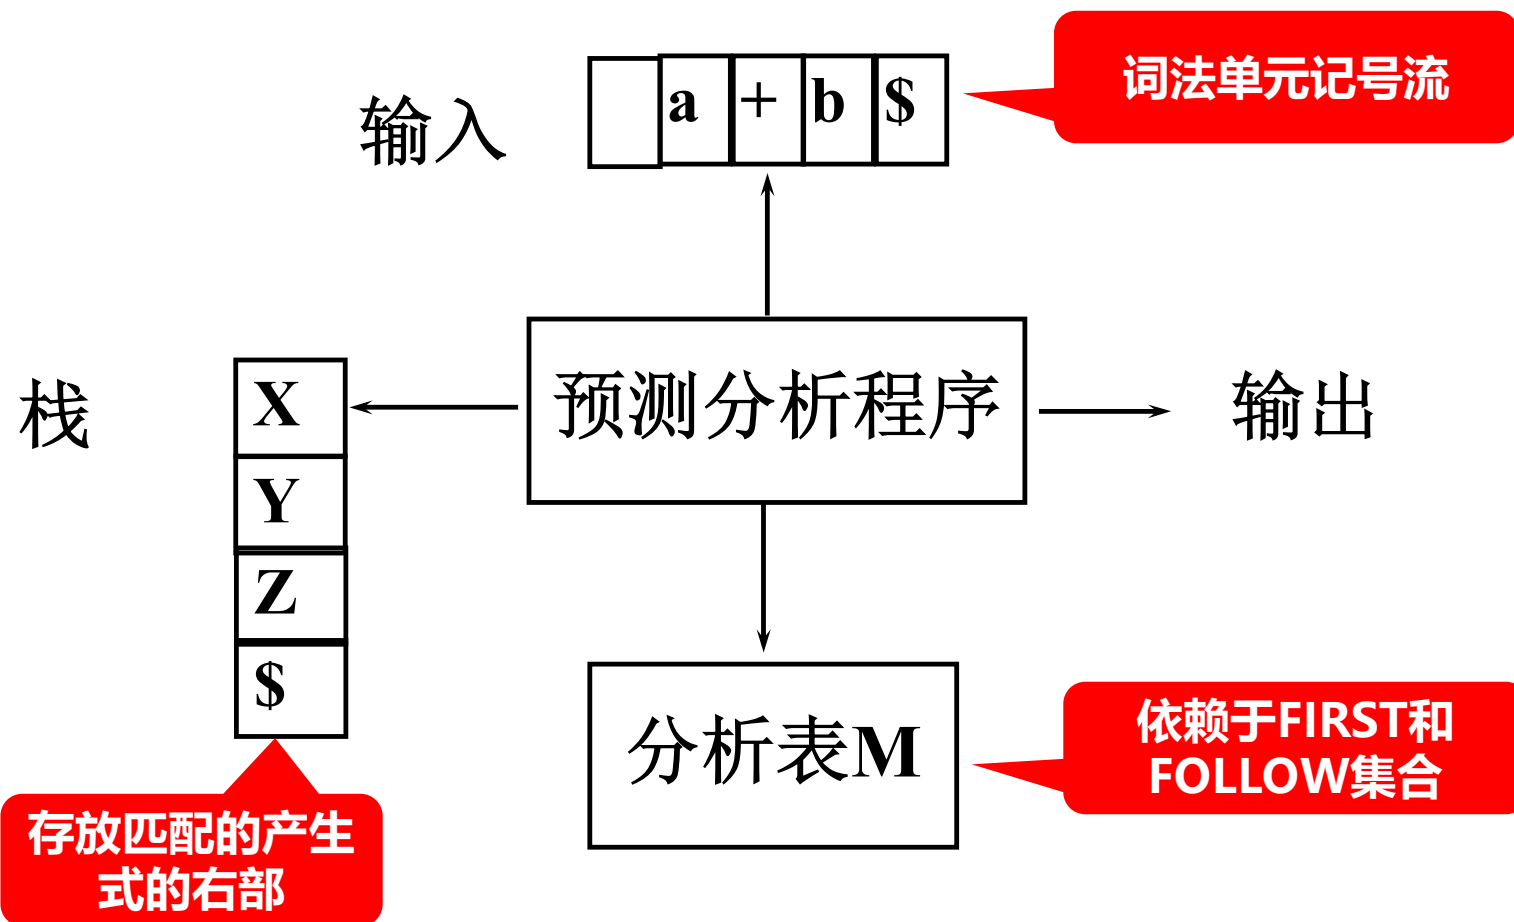 词法单元记号流
输入
a + b $
预测分析程序
栈
X
Y
Z
$
输出
分析表M
依赖于FIRST和
FOLLOW集合
存放匹配的产生
式的右部